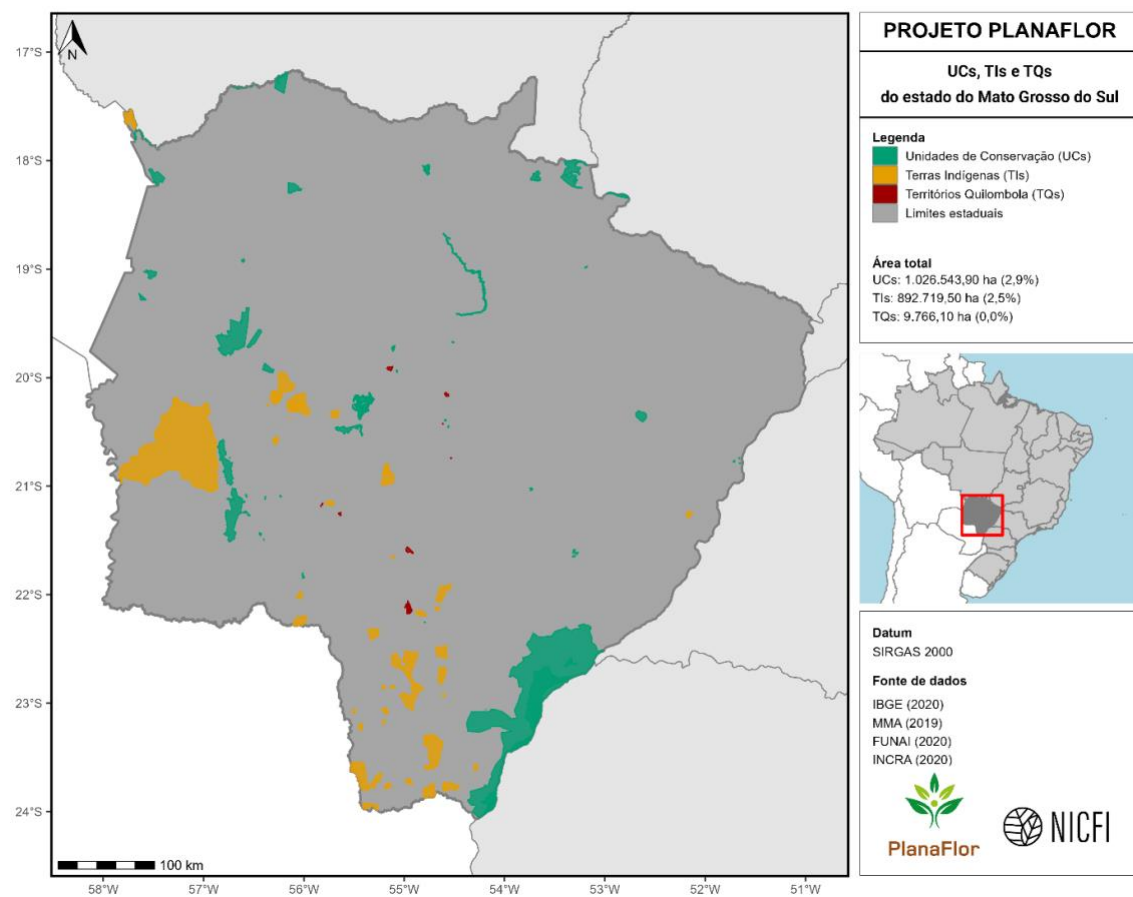 PROJETO PLANAFLOR
UCs, TIs e TQs
do estado do Mato Grosso do Sul
Legenda
Unidades de Conservação (UCs)
Terras Indígenas (TIs)
Territórios Quilombola (TQs)
Limites estaduais
Área total
UCs: 1.026.543,90 ha (2,9%)
TIs: 892.719,50 ha (2,5%)
TQs: 9.766,10 ha (0,0%)
Datum
SIRGAS 2000
Fonte de dados
IBGE (2020)
MMA (2019)
FUNAI (2020)
INCRA (2020)
PlanaFlor
NICFI
N
17°S
18°S
19°S
20°S
21°S
22°S
23°S
24°S
100 km
58°W 57°W 56°W 55°W 54°W 53°W 52°W 51°W